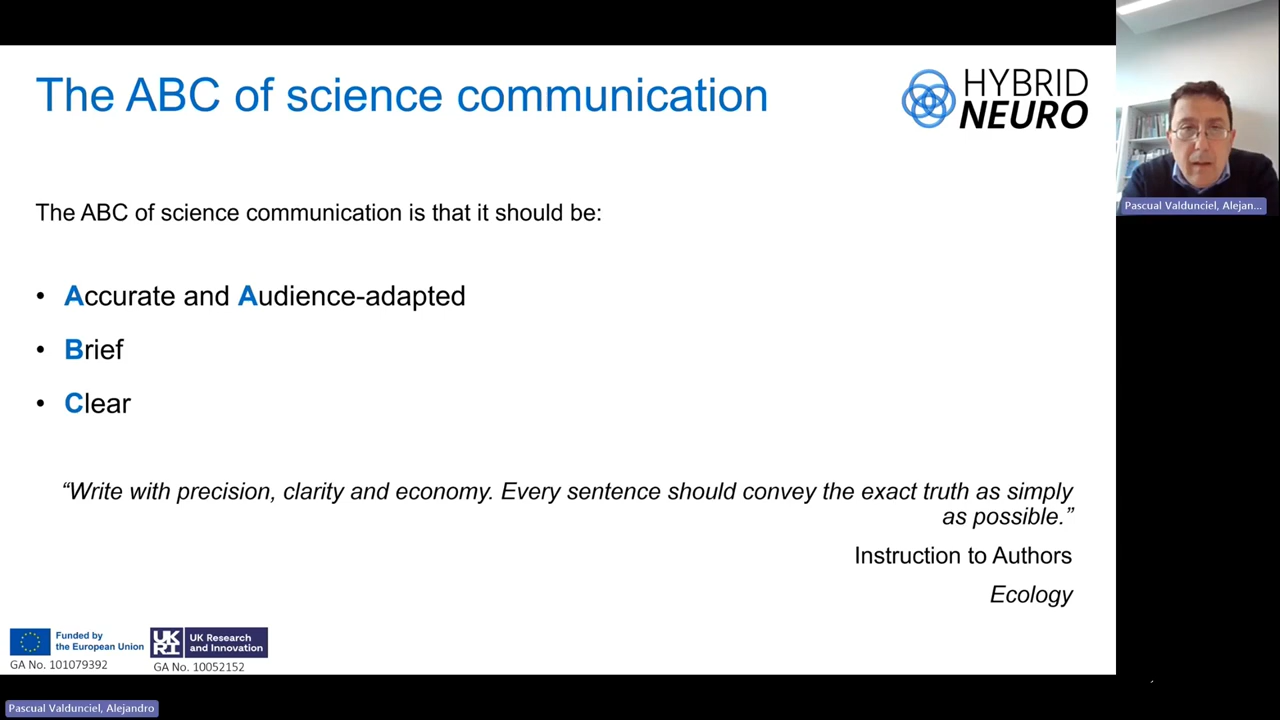 The ABC of science communication
HYBRID
NEURO
Pascual Valdunciel, Alejan...
The ABC of science communication is that it should be:
• Accurate and Audience-adapted
• Brief
• Clear
“Write with precision, clarity and economy. Every sentence should convey the exact truth as simply
as possible.”
Instruction to Authors
Ecology
Funded by
the European Union
GA No. 101079392
UKRI
UK Research
and Innovation
GA No. 10052152
Pascual Valdunciel, Alejandro